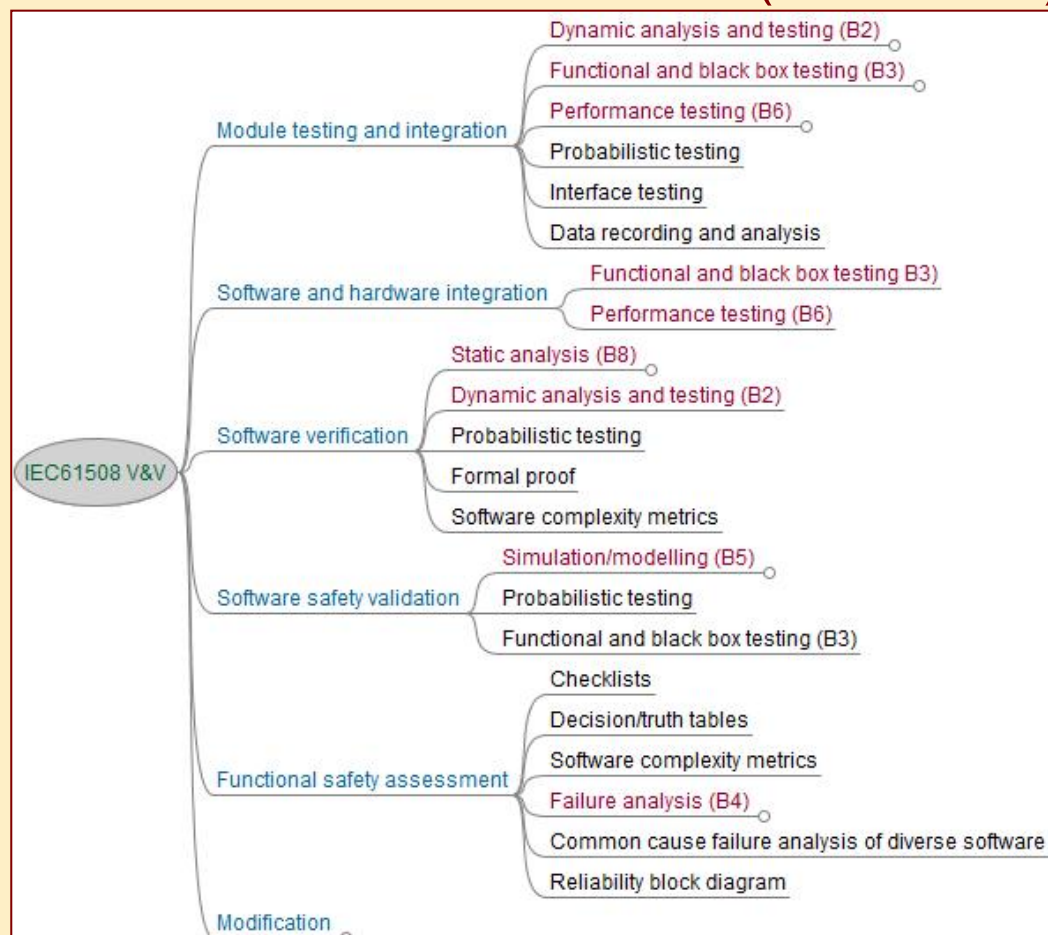 Dynamic analysis and testing (B2)
Functional and black box testing (B3)
Performance testing (B6)
Module testing and integration
Probabilistic testing
Interface testing
Data recording and analysis
Functional and black box testing B3)
Software and hardware integration
Performance testing (B6)
Static analysis (B8)
Dynamic analysis and testing (B2)
Software verification
Probabilistic testing
IEC61508 V&V
Formal proof
Software complexity metrics
Simulation/modelling (B5)
Software safety validation
Probabilistic testing
Functional and black box testing (B3)
Checklists
Decision/truth tables
Software complexity metrics
Functional safety assessment
Failure analysis (B4)
Common cause failure analysis of diverse software
Reliability block diagram
Modification